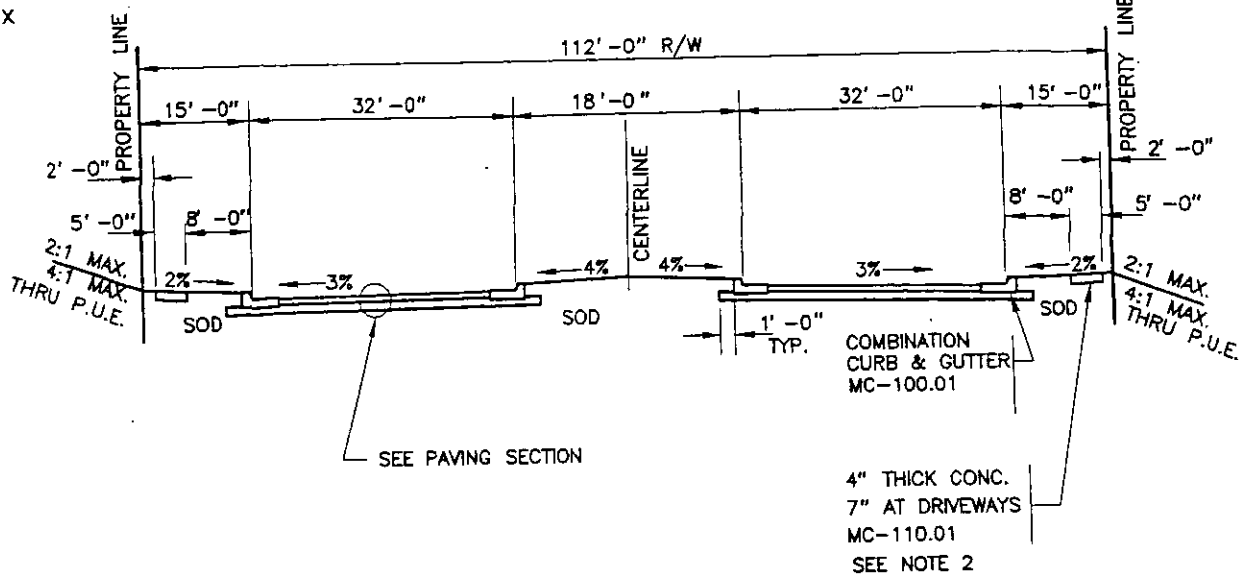 X
PROPERTY LINE
PROPERTY LINE
112'-0" R/W
15'-0"
32'-0"
18'-0"
32'-0"
15'-0"
2'-0"
2'-0"
CENTERLINE
5'-0"
8'-0"
8'-0"
5'-0"
2:1 MAX.
4:1 MAX.
THRU P.U.E.
2%
3%
4%
4%
3%
2%
2:1 MAX.
4:1 MAX.
THRU P.U.E.
SOD
SOD
SOD
1'-0"
TYP.
COMBINATION
CURB & GUTTER
MC-100.01
SEE PAVING SECTION
4" THICK CONC.
7" AT DRIVEWAYS
MC-110.01
SEE NOTE 2